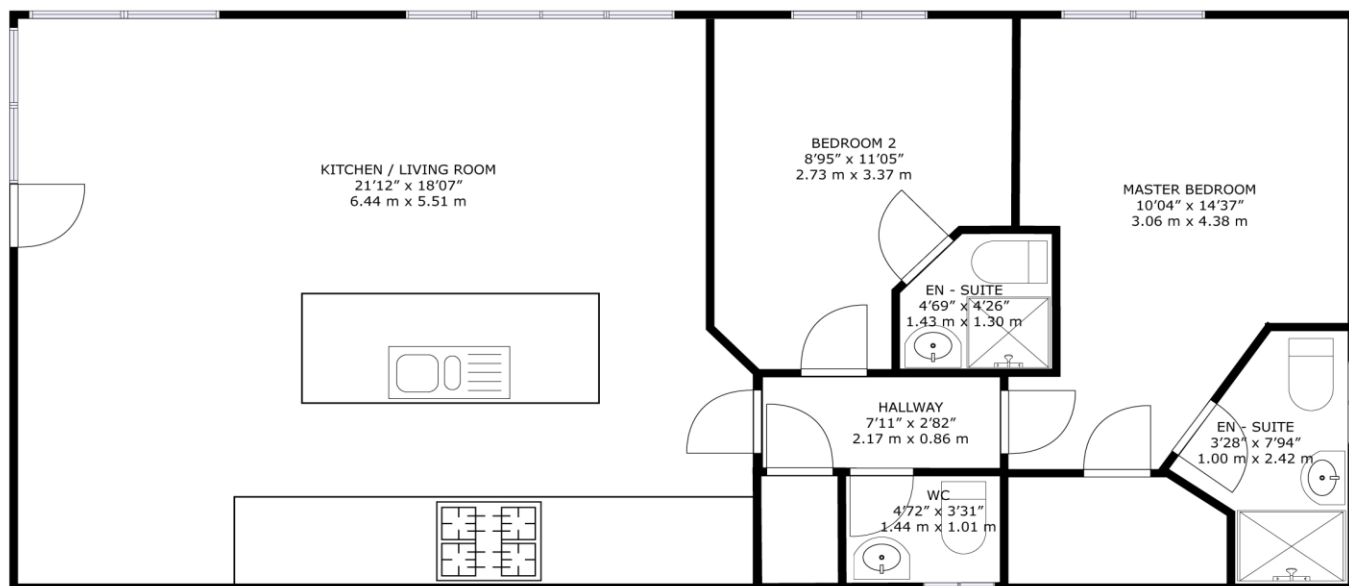 KITCHEN / LIVING ROOM
21’12” x 18’07”
6.44 m x 5.51 m
BEDROOM 2
8’95” x 11’05”
2.73 m x 3.37 m
MASTER BEDROOM
10’04” x 14’37”
3.06 m x 4.38 m
EN - SUITE
4’69” x 4’26”
1.43 m x 1.30 m
HALLWAY
7’11” x 2’82”
2.17 m x 0.86 m
EN - SUITE
3’28” x 7’94”
1.00 m x 2.42 m
WC
4’72” x 3’31”
1.44 m x 1.01 m